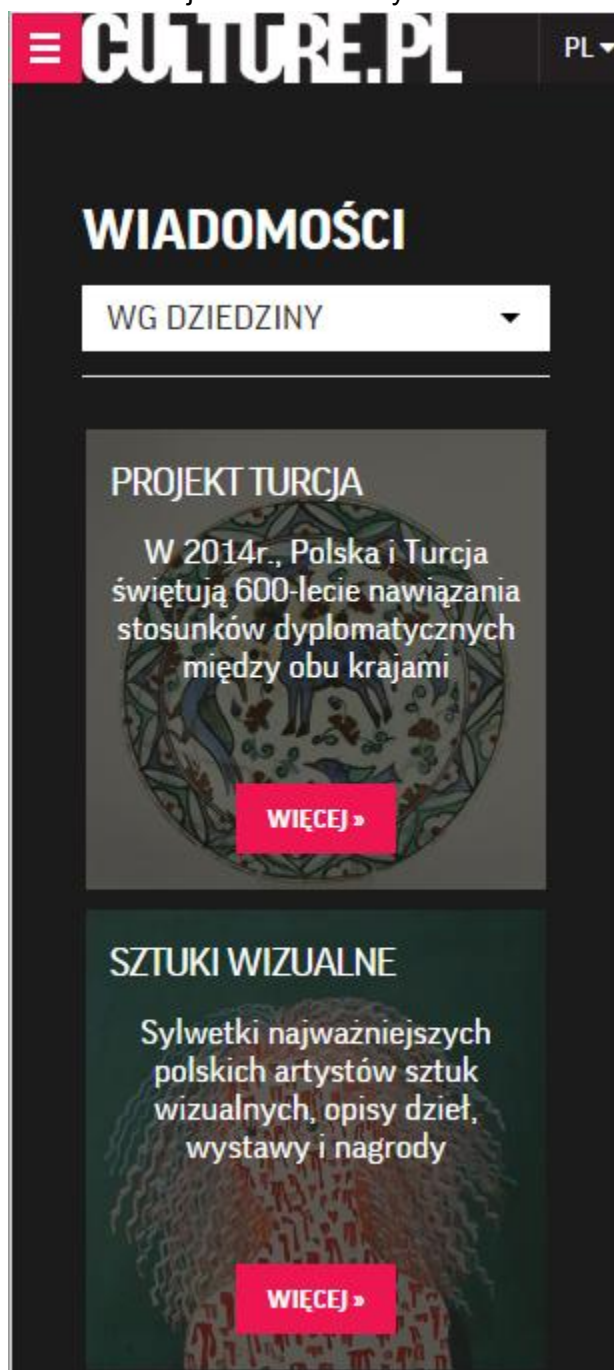 CULTURE.PL
PL
WIADOMOŚCI
WG DZIEDZINY
PROJEKT TURCJA
W 2014r., Polska i Turcja
świętują 600-lecie nawiązania
stosunków dyplomatycznych
między obu krajami
WIĘCEJ »
SZTUKI WIZUALNE
Sylwetki najważniejszych
polskich artystów sztuk
wizualnych, opisy dzieł,
wystawy i nagrody
WIĘCEJ »